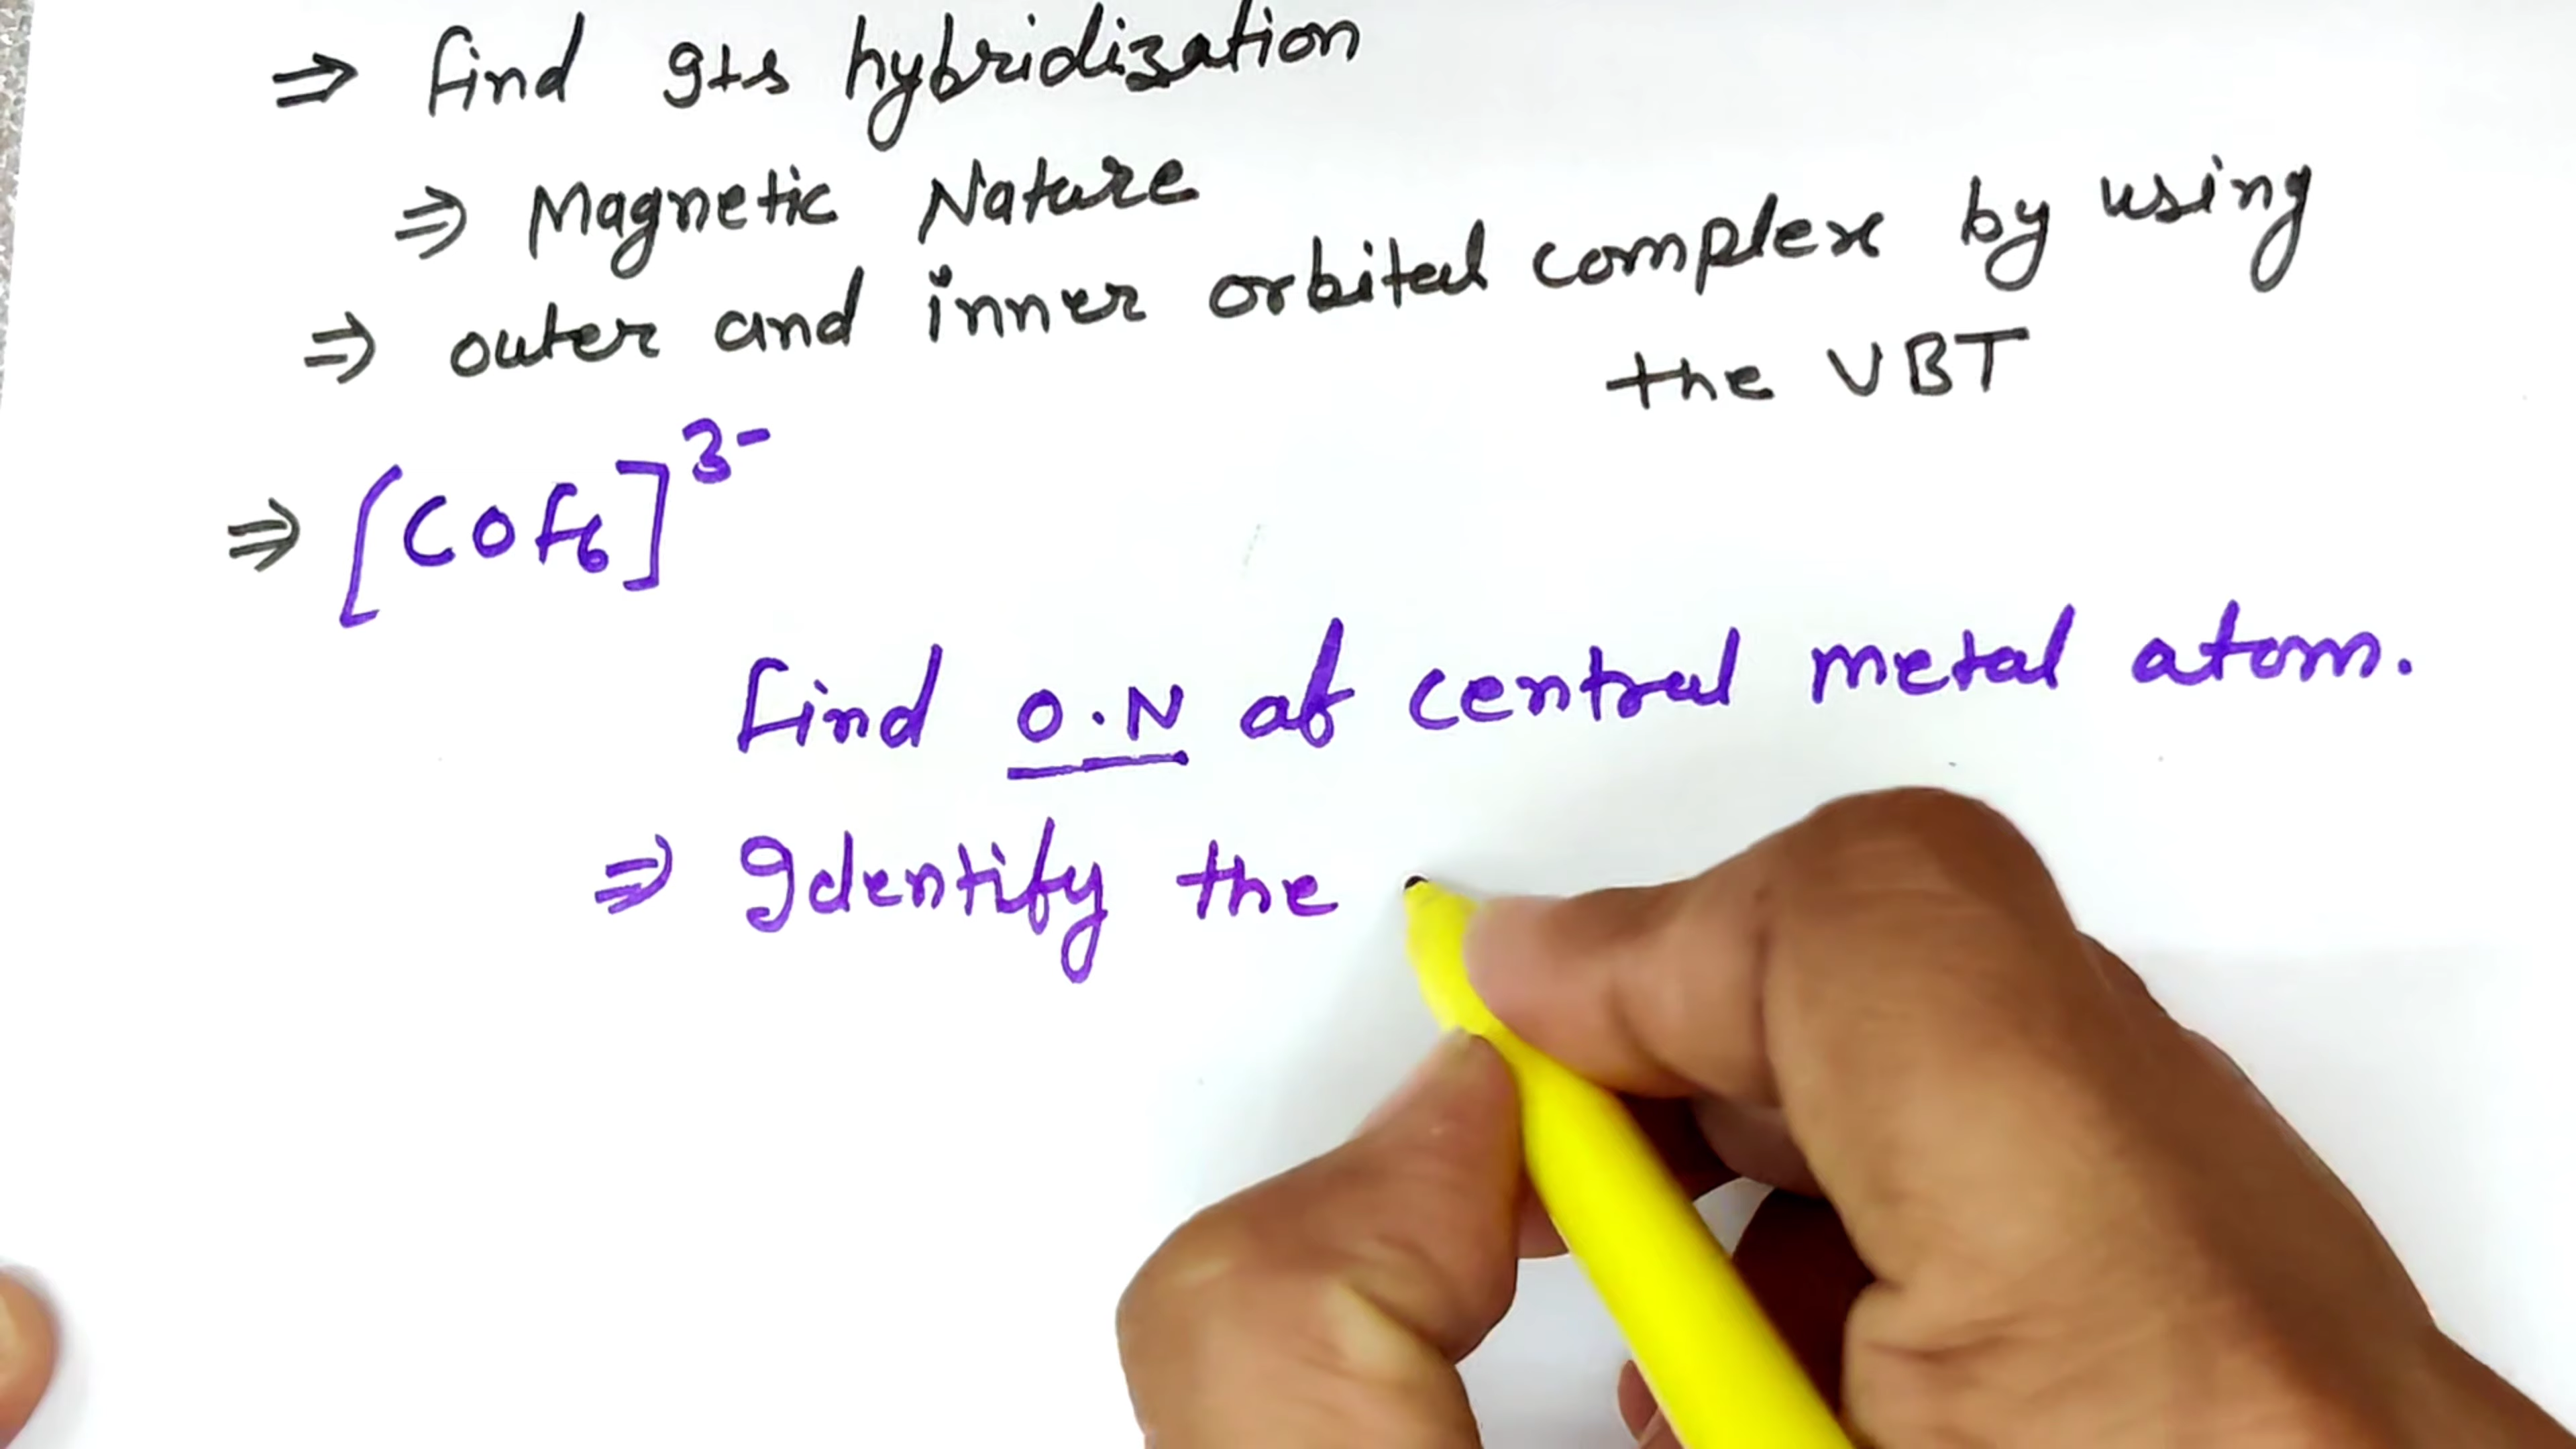 ⇒ find Its hybridization
⇒ Magnetic Nature
⇒ outer and inner orbital complex by using
the VBT
⇒ [CoF₆]³⁻
find O.N of central metal atom.
⇒ Identify the